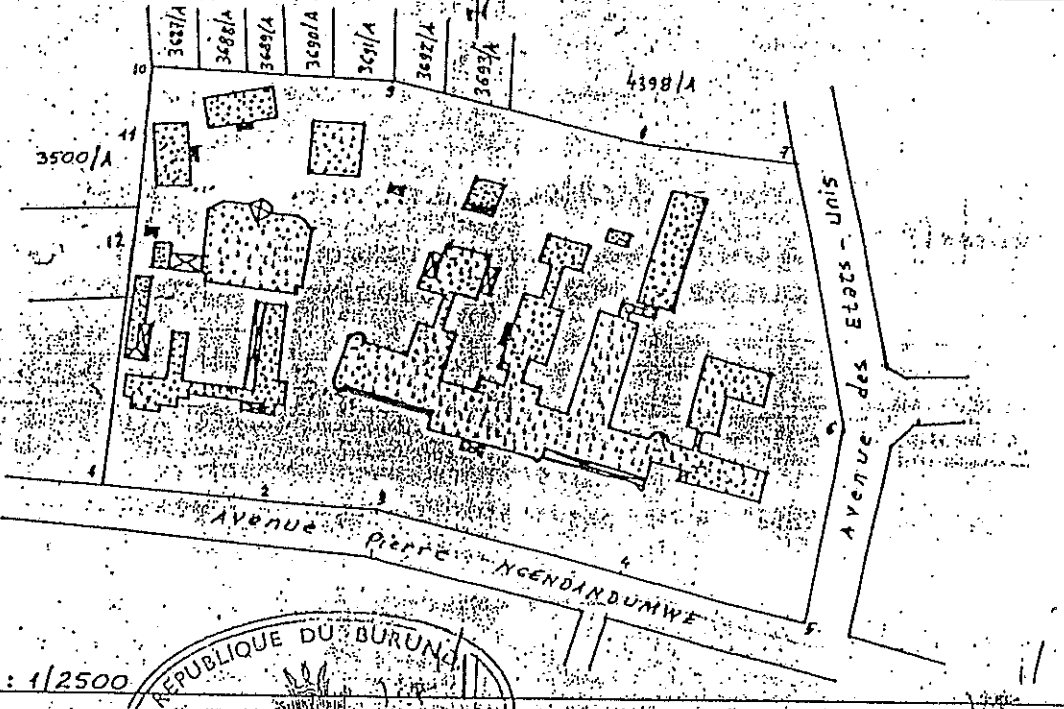 3687/A
3688/A
3689/A
3690/A
3691/A
3692/A
3693/A
4398/A
10
9
8
7
11
3500/A
12
Avenue des Etats-Unis
6
1
2
3
4
5
Avenue Pierre - NGENDANDUMWE
REPUBLIQUE DU BURUNDI
: 1/2500